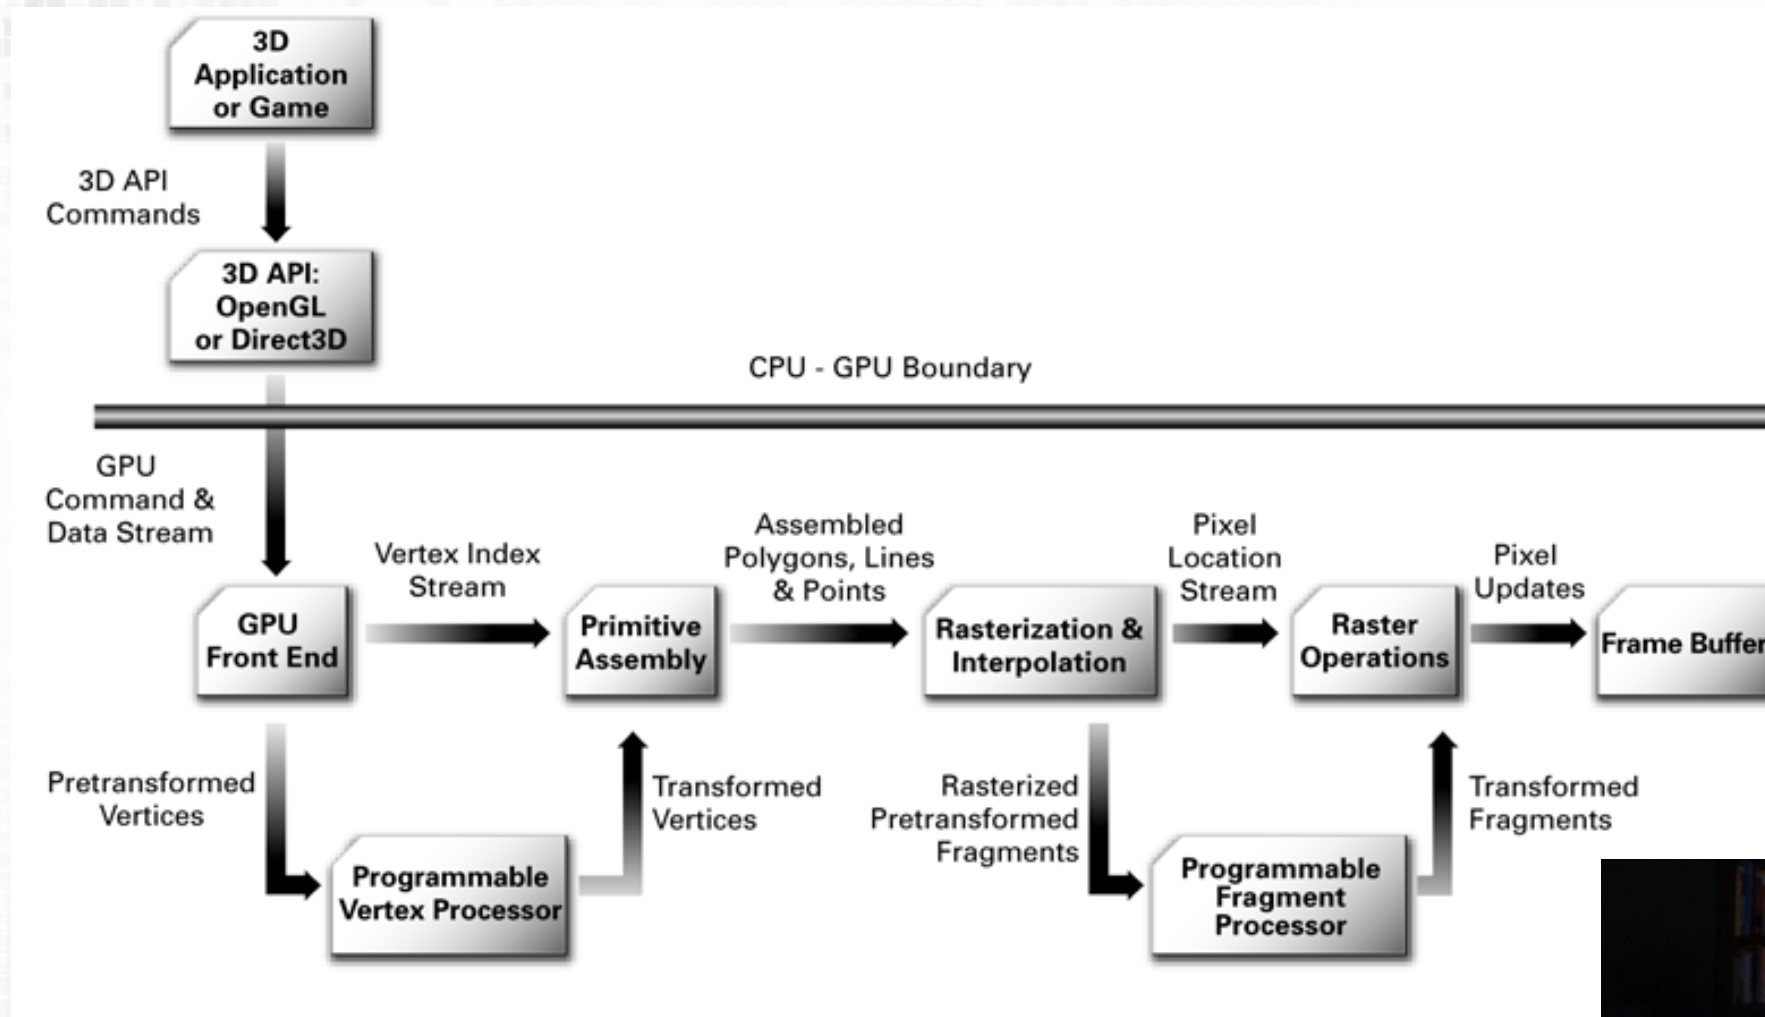 3D
Application
or Game
3D API
Commands
3D API:
OpenGL
or Direct3D
CPU - GPU Boundary
GPU
Command &
Data Stream
Vertex Index
Stream
Assembled
Polygons, Lines
& Points
Pixel
Location
Stream
Pixel
Updates
GPU
Front End
Primitive
Assembly
Rasterization &
Interpolation
Raster
Operations
Frame Buffer
Pretransformed
Vertices
Transformed
Vertices
Rasterized
Pretransformed
Fragments
Transformed
Fragments
Programmable
Vertex Processor
Programmable
Fragment
Processor